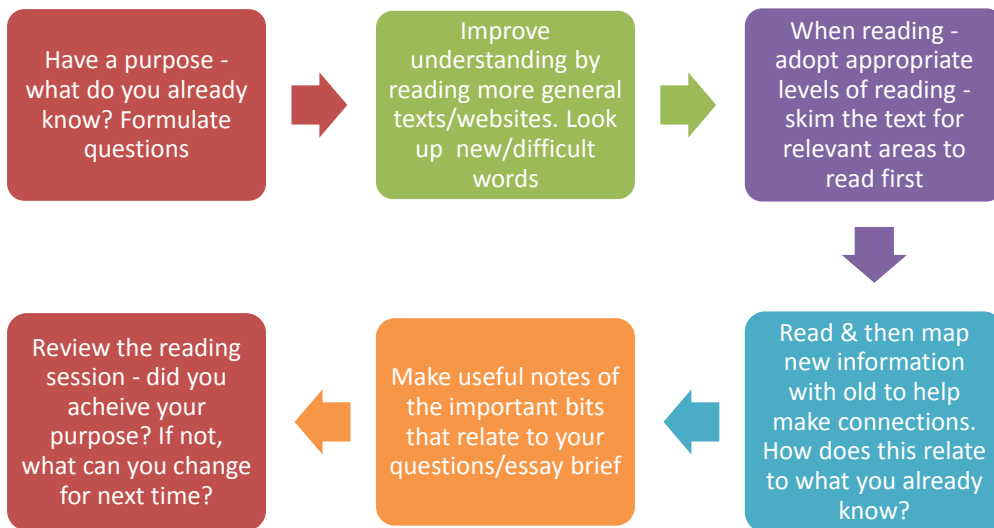 Have a purpose -
what do you already
know? Formulate
questions
Improve
understanding by
reading more general
texts/websites. Look
up new/difficult
words
When reading -
adopt appropriate
levels of reading -
skim the text for
relevant areas to
read first
Read & then map
new information
with old to help
make connections.
How does this relate
to what you already
know?
Make useful notes of
the important bits
that relate to your
questions/essay brief
Review the reading
session - did you
acheive your
purpose? If not,
what can you change
for next time?